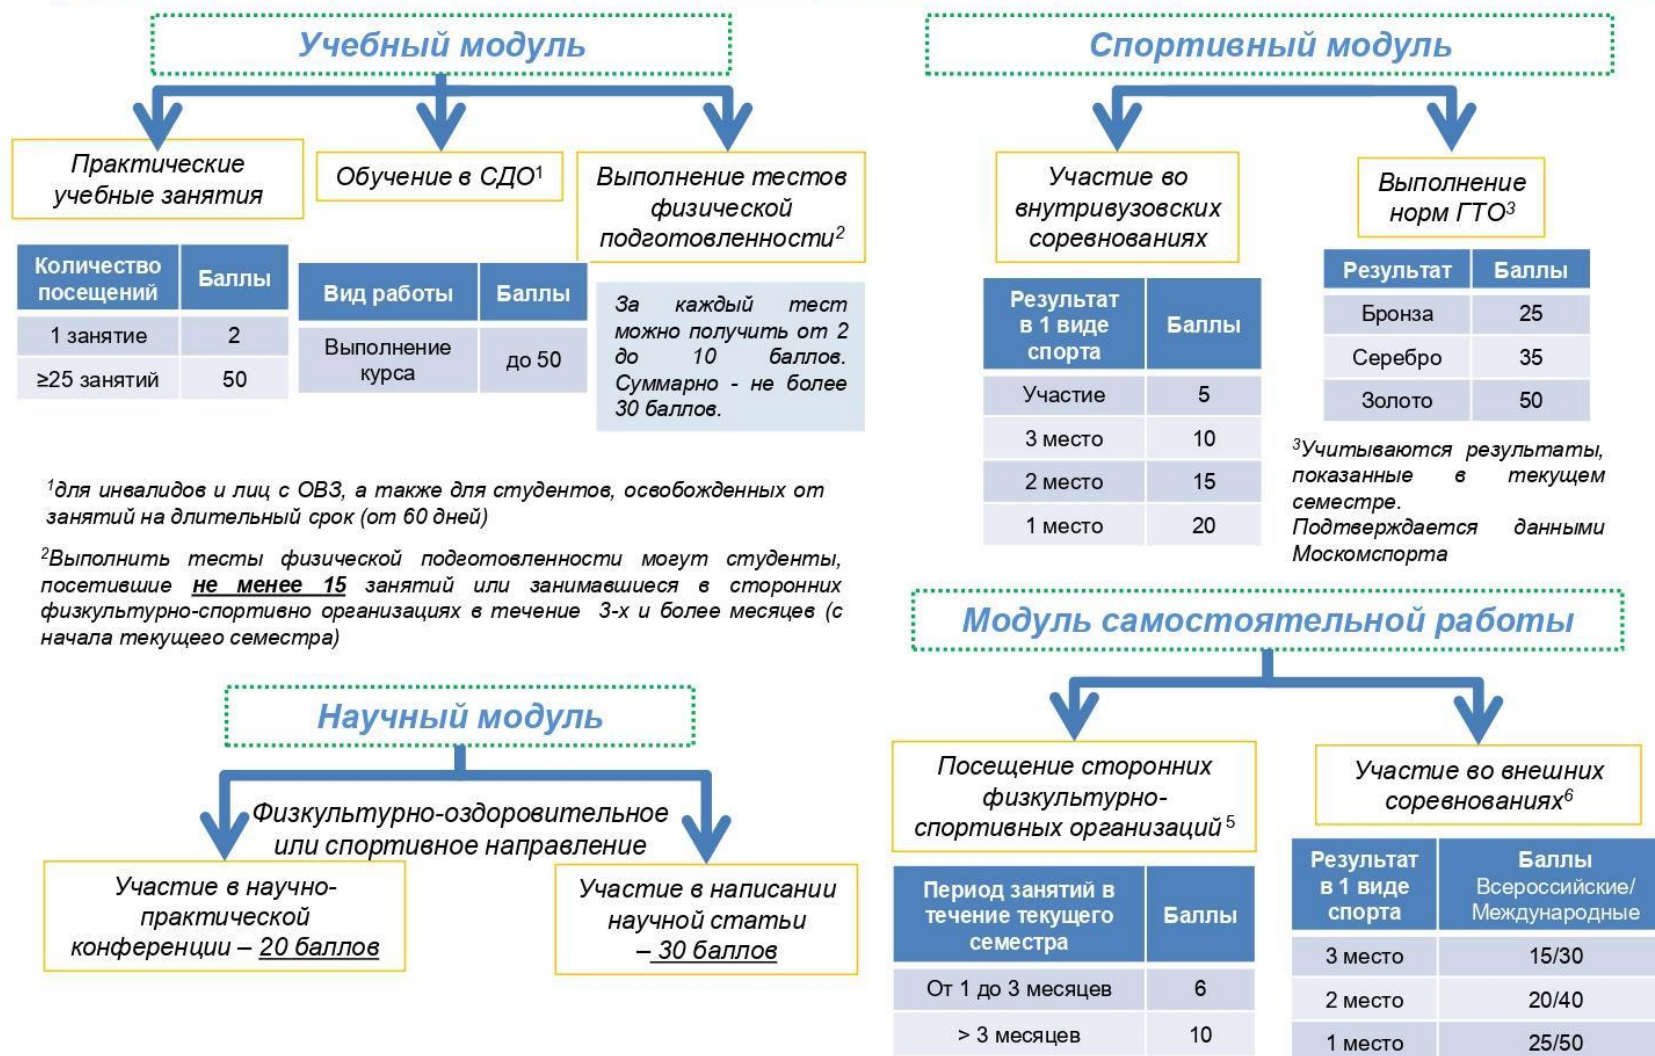 Учебный модуль
Практические
учебные занятия
Обучение в СДО1
Выполнение тестов
физической
подготовленности2
Количество
посещений
Баллы
1 занятие
2
≥25 занятий
50
Вид работы
Баллы
Выполнение
курса
до 50
За каждый тест
можно получить от 2
до 10 баллов.
Суммарно - не более
30 баллов.
1для инвалидов и лиц с ОВЗ, а также для студентов, освобожденных от
занятий на длительный срок (от 60 дней)
2Выполнить тесты физической подготовленности могут студенты,
посетившие не менее 15 занятий или занимавшиеся в сторонних
физкультурно-спортивно организациях в течение 3-х и более месяцев (с
начала текущего семестра)
Спортивный модуль
Участие во
внутривузовских
соревнованиях
Выполнение
норм ГТО3
Результат
в 1 виде
спорта
Баллы
Участие
5
3 место
10
2 место
15
1 место
20
Результат
Баллы
Бронза
25
Серебро
35
Золото
50
3Учитываются результаты,
показанные в текущем
семестре.
Подтверждается данными
Москомспорта
Научный модуль
Физкультурно-оздоровительное
или спортивное направление
Участие в научно-
практической
конференции – 20 баллов
Участие в написании
научной статьи
– 30 баллов
Модуль самостоятельной работы
Посещение сторонних
физкультурно-
спортивных организаций 5
Участие во внешних
соревнованиях6
Период занятий в
течение текущего
семестра
Баллы
От 1 до 3 месяцев
6
> 3 месяцев
10
Результат
в 1 виде
спорта
Баллы
Всероссийские/
Международные
3 место
15/30
2 место
20/40
1 место
25/50